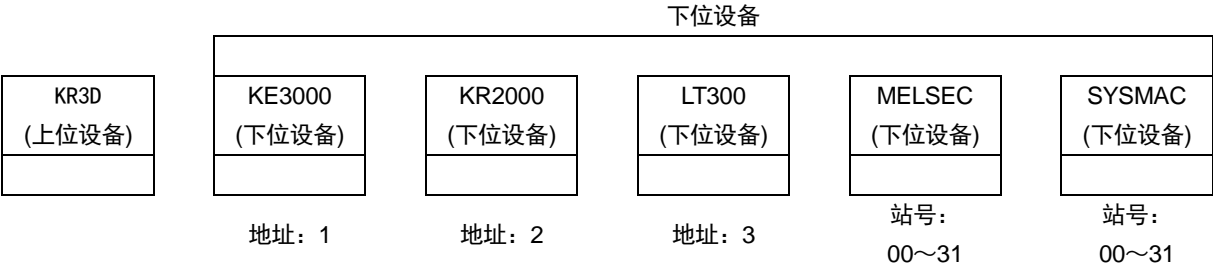 下位设备
KR3D
(上位设备)
KE3000
(下位设备)
KR2000
(下位设备)
LT300
(下位设备)
MELSEC
(下位设备)
SYSMAC
(下位设备)
地址：1
地址：2
地址：3
站号：
00～31
站号：
00～31